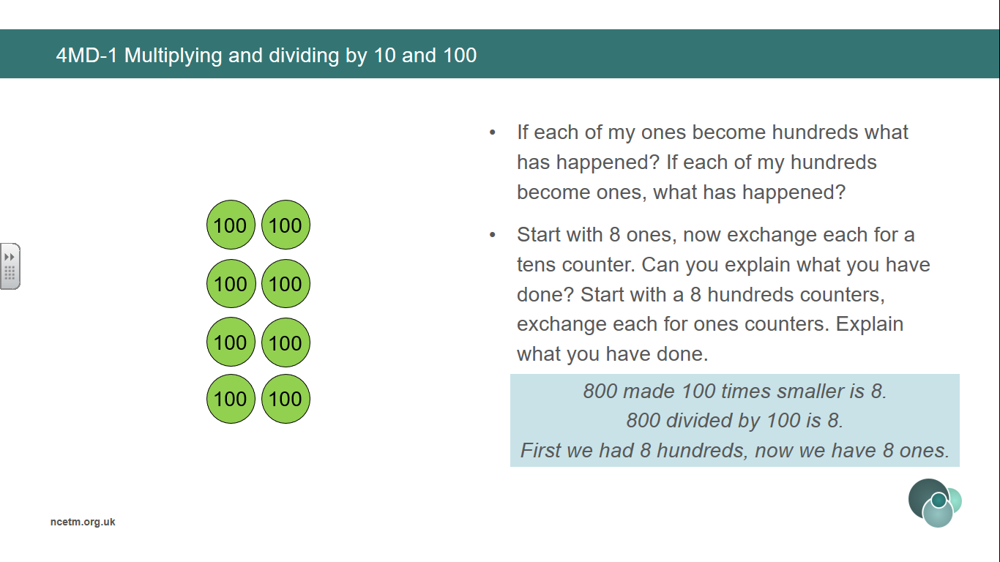 4MD-1 Multiplying and dividing by 10 and 100
100 100
100 100
100 100
100 100
• If each of my ones become hundreds what
has happened? If each of my hundreds
become ones, what has happened?
• Start with 8 ones, now exchange each for a
tens counter. Can you explain what you have
done? Start with a 8 hundreds counters,
exchange each for ones counters. Explain
what you have done.
800 made 100 times smaller is 8.
800 divided by 100 is 8.
First we had 8 hundreds, now we have 8 ones.
ncetm.org.uk